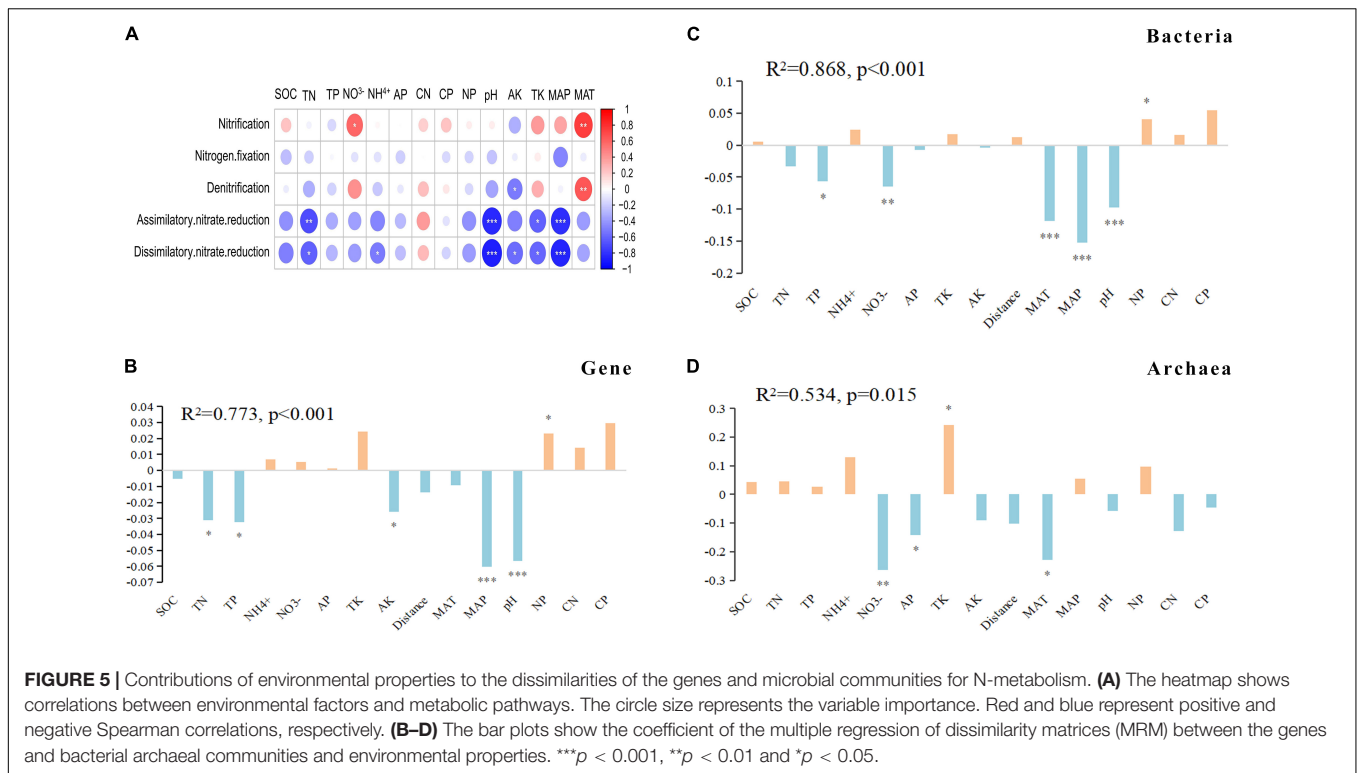 A
SOC TN TP NO³⁻ NH⁴⁺ AP CN CP NP pH AK TK MAP MAT
Nitrification * **
Nitrogen.fixation
Denitrification * **
Assimilatory.nitrate.reduction ** *** * ***
Dissimilatory.nitrate.reduction * * *** * * ***
1
0.8
0.6
0.4
0.2
0
−0.2
−0.4
−0.6
−0.8
−1
C
Bacteria
R²=0.868, p<0.001
0.1
0.05
0
-0.05
-0.1
-0.15
-0.2
* ** *** *** *** *
SOC TN TP NH4+ NO3- AP TK AK Distance MAT MAP pH NP CN CP
B
Gene
R²=0.773, p<0.001
0.04
0.03
0.02
0.01
0
-0.01
-0.02
-0.03
-0.04
-0.05
-0.06
-0.07
* * * *** *** *
SOC TN TP NH4+ NO3- AP TK AK Distance MAT MAP pH NP CN CP
D
Archaea
R²=0.534, p=0.015
0.3
0.2
0.1
0
-0.1
-0.2
-0.3
** * * *
SOC TN TP NH4+ NO3- AP TK AK Distance MAT MAP pH NP CN CP
FIGURE 5 | Contributions of environmental properties to the dissimilarities of the genes and microbial communities for N-metabolism. (A) The heatmap shows
correlations between environmental factors and metabolic pathways. The circle size represents the variable importance. Red and blue represent positive and
negative Spearman correlations, respectively. (B–D) The bar plots show the coefficient of the multiple regression of dissimilarity matrices (MRM) between the genes
and bacterial archaeal communities and environmental properties. ***p < 0.001, **p < 0.01 and *p < 0.05.